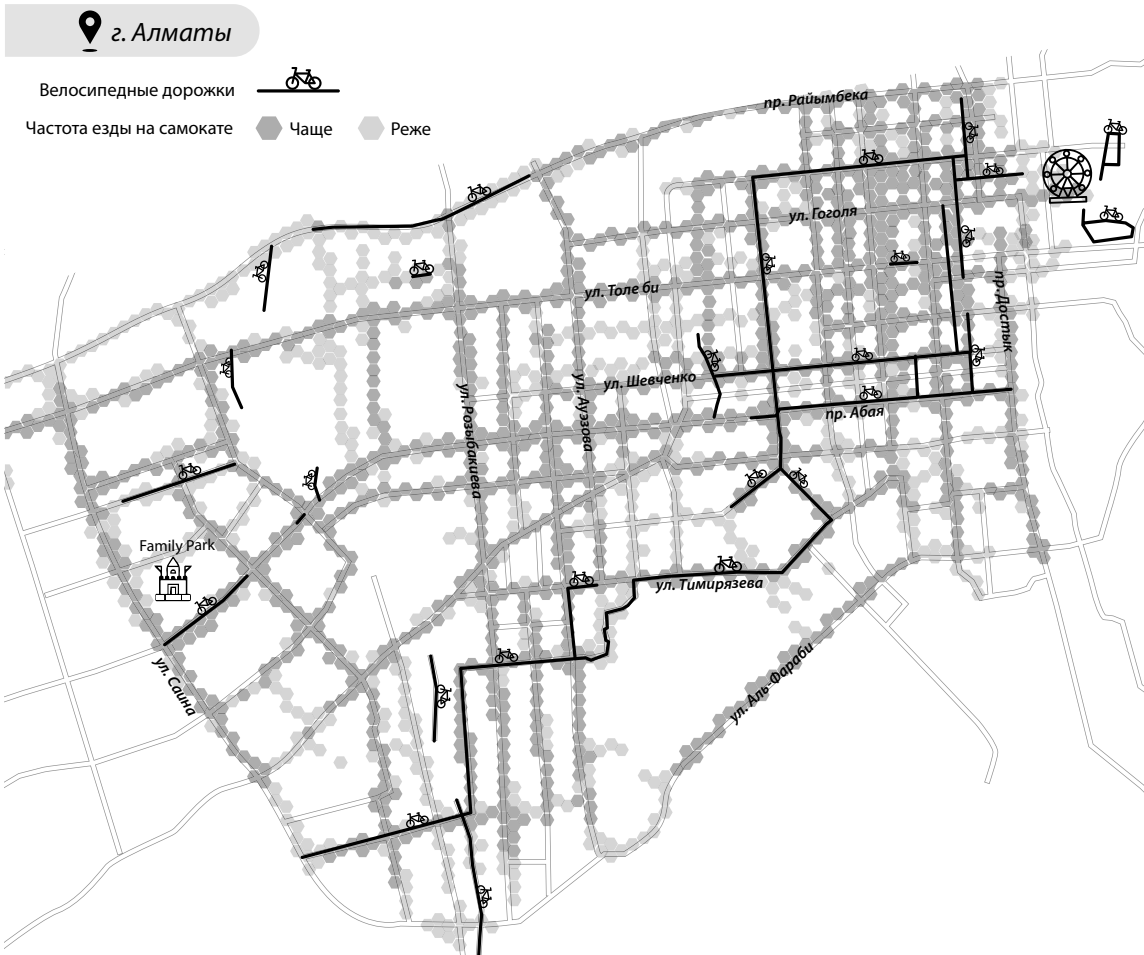 г. Алматы
Велосипедные дорожки
Частота езды на самокате
Чаще
Реже
пр. Райымбека
ул. Гоголя
ул. Толе би
пр. Достык
ул. Шевченко
ул. Ауэзова
ул. Розыбакиева
пр. Абая
Family Park
ул. Тимирязева
ул. Саина
ул. Аль-Фараби